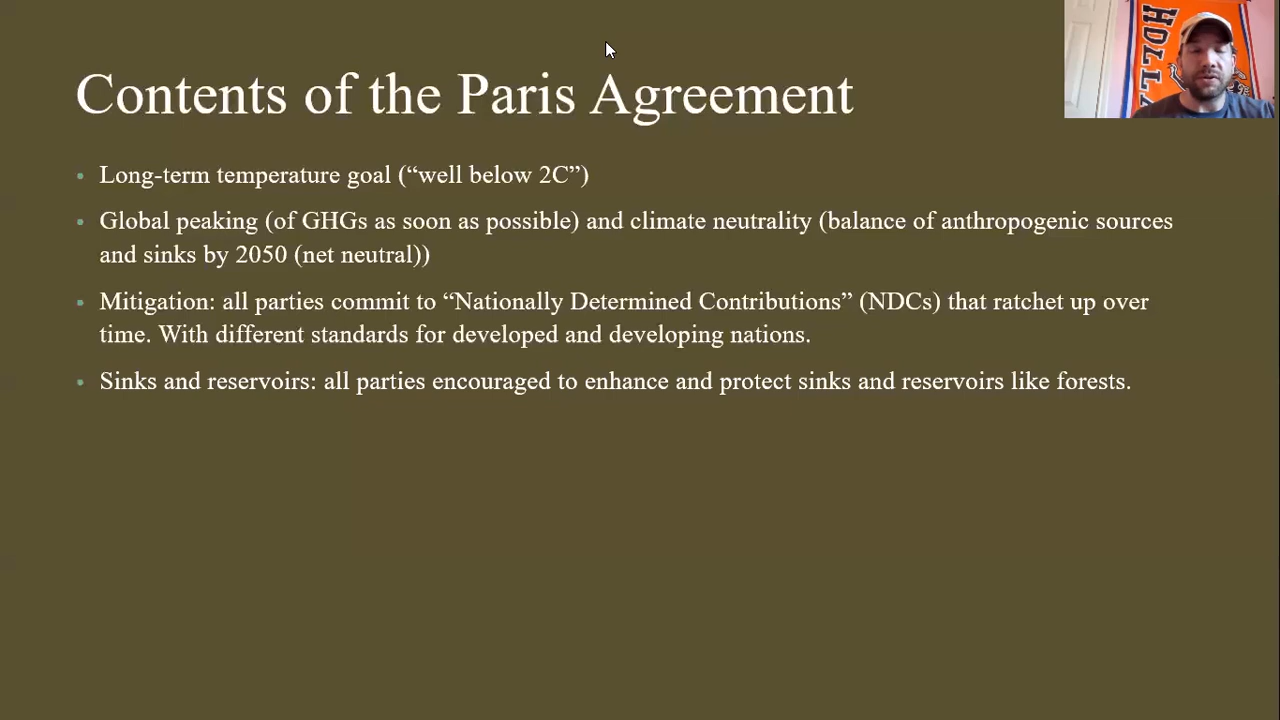 Contents of the Paris Agreement
• Long-term temperature goal (“well below 2C”)
• Global peaking (of GHGs as soon as possible) and climate neutrality (balance of anthropogenic sources
and sinks by 2050 (net neutral))
• Mitigation: all parties commit to “Nationally Determined Contributions” (NDCs) that ratchet up over
time. With different standards for developed and developing nations.
• Sinks and reservoirs: all parties encouraged to enhance and protect sinks and reservoirs like forests.
HOLLA